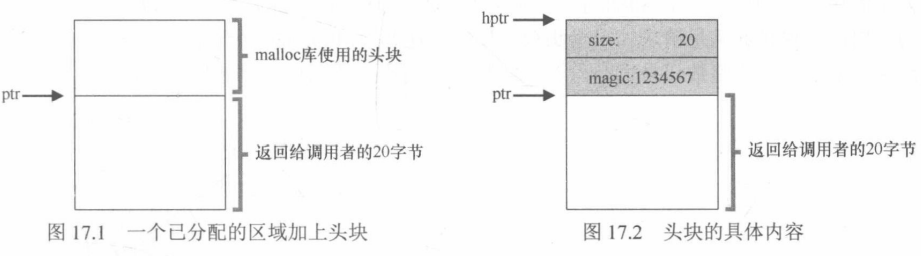 malloc库使用的头块
ptr
返回给调用者的20字节
图 17.1 一个已分配的区域加上头块
hptr
size: 20
magic:1234567
ptr
返回给调用者的20字节
图 17.2 头块的具体内容